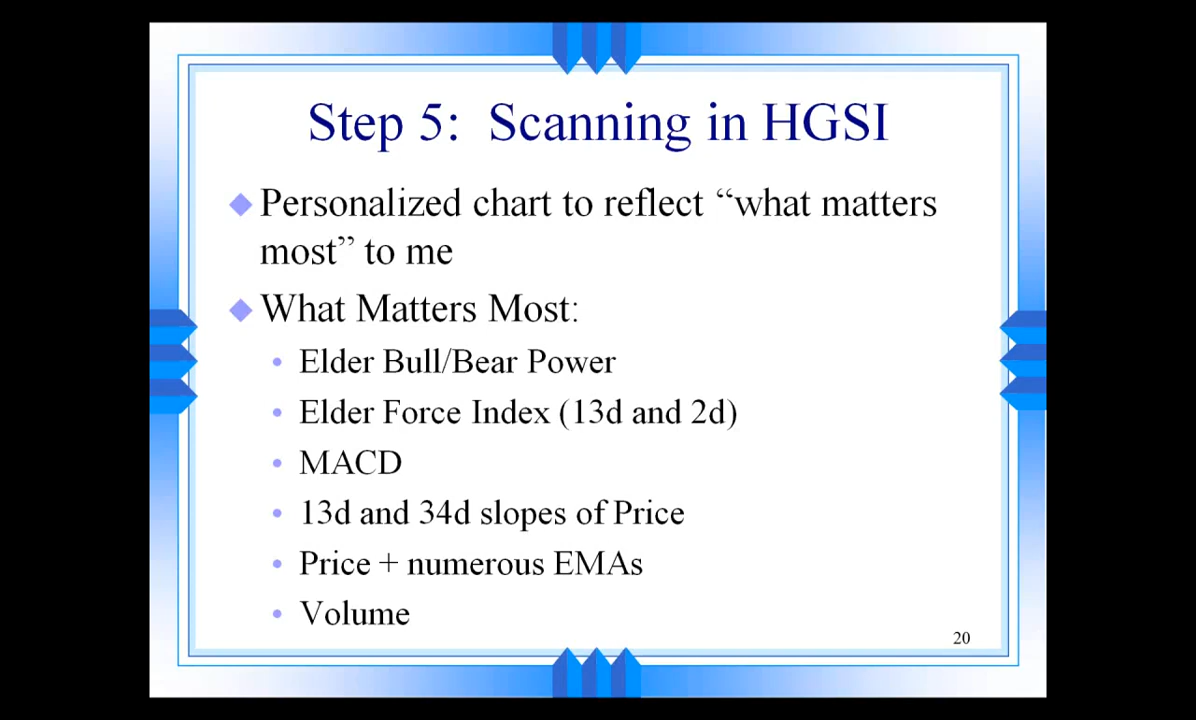 Step 5:  Scanning in HGSI
Personalized chart to reflect “what matters
most” to me
What Matters Most:
Elder Bull/Bear Power
Elder Force Index (13d and 2d)
MACD
13d and 34d slopes of Price
Price + numerous EMAs
Volume
20